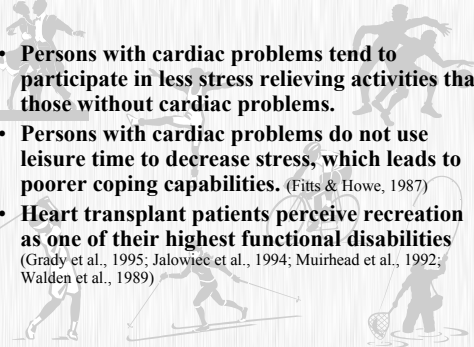 • Persons with cardiac problems tend to
participate in less stress relieving activities tha
those without cardiac problems.
• Persons with cardiac problems do not use
leisure time to decrease stress, which leads to
poorer coping capabilities. (Fitts & Howe, 1987)
• Heart transplant patients perceive recreation
as one of their highest functional disabilities
(Grady et al., 1995; Jalowiec et al., 1994; Muirhead et al., 1992;
Walden et al., 1989)